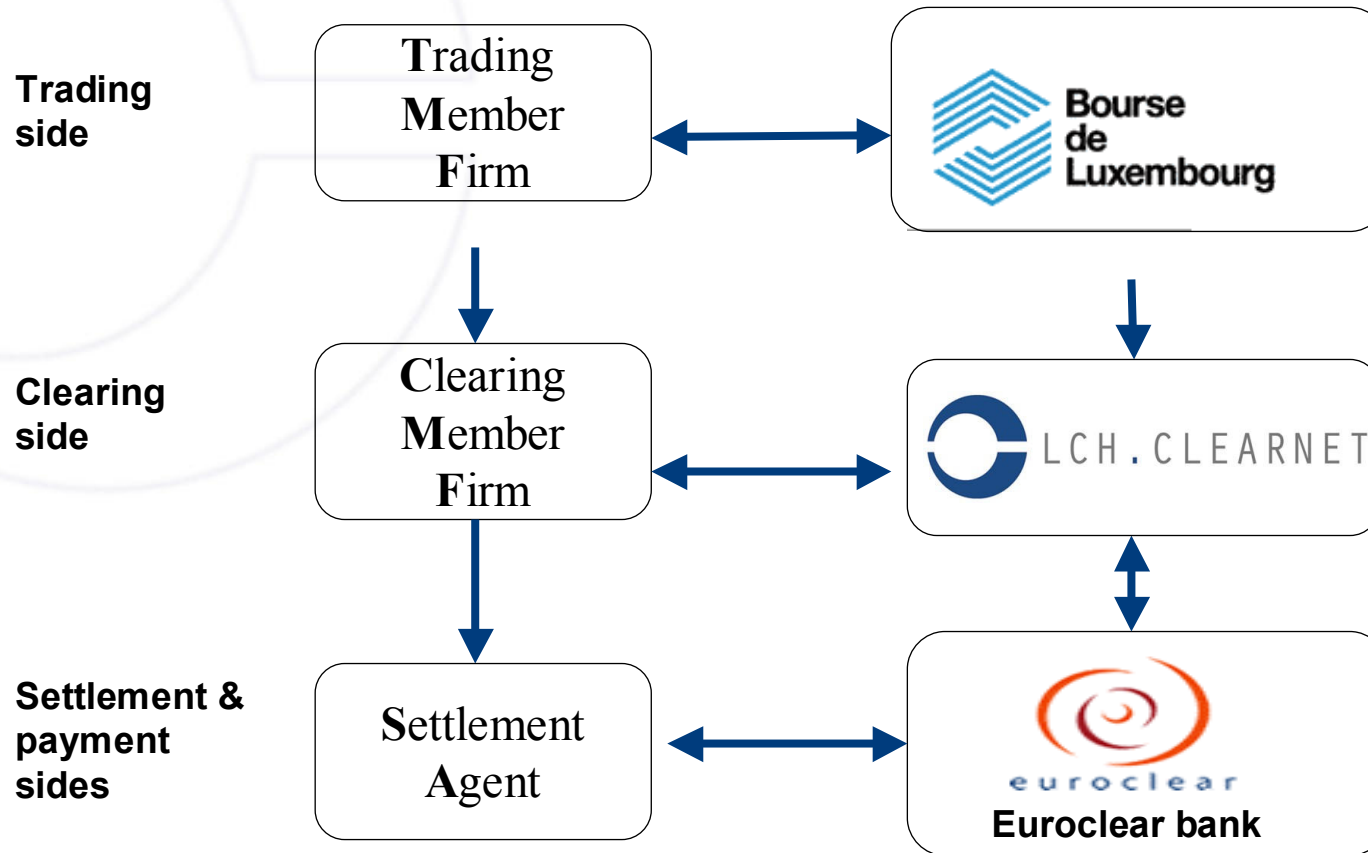 Trading
side
Trading
Member
Firm
Bourse
de
Luxembourg
Clearing
side
Clearing
Member
Firm
LCH.CLEARNET
Settlement &
payment
sides
Settlement
Agent
euroclear
Euroclear bank